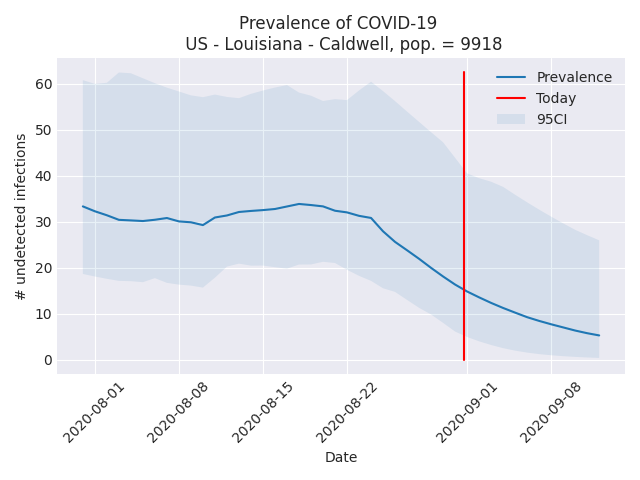 Prevalence of COVID-19
US - Louisiana - Caldwell, pop. = 9918
Prevalence
Today
95CI
# undetected infections
60
50
40
30
20
10
0
2020-08-01
2020-08-08
2020-08-15
2020-08-22
2020-09-01
2020-09-08
Date